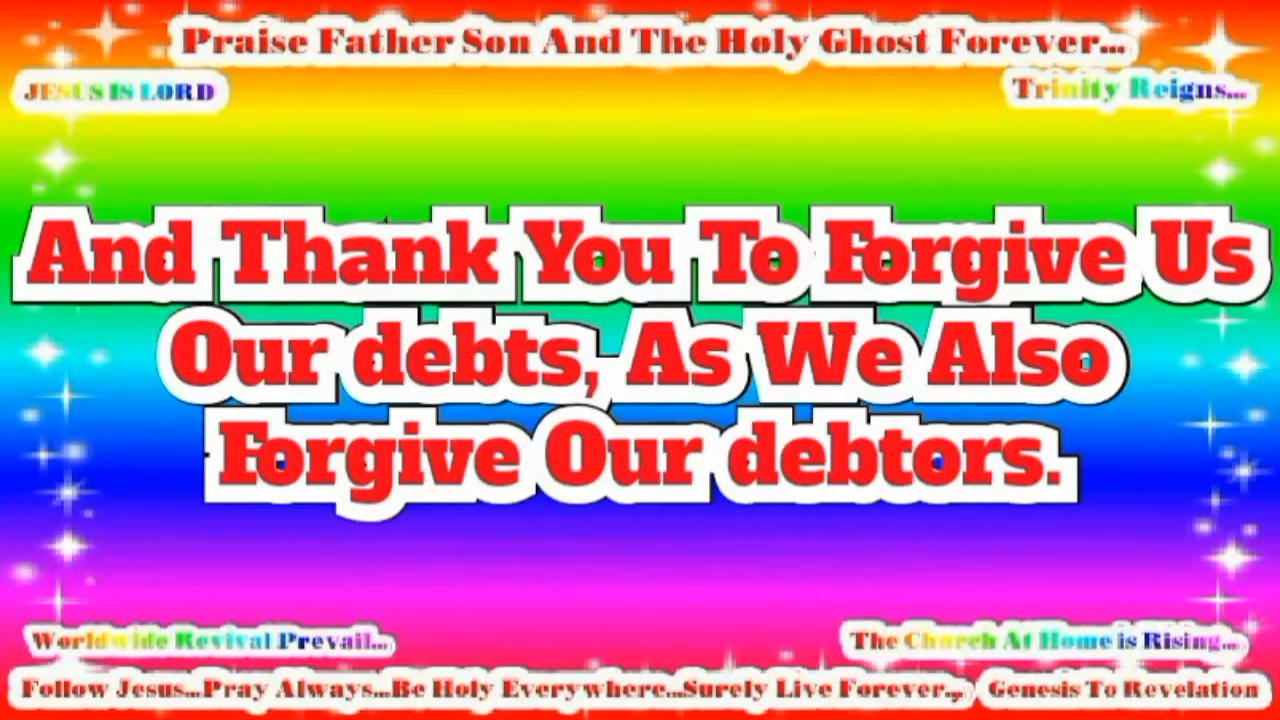 Praise Father Son And The Holy Ghost Forever...
JESUS IS LORD
Trinity Reigns...
And Thank You To Forgive Us
Our debts, As We Also
Forgive Our debtors.
Worldwide Revival Prevail...
The Church At Home is Rising...
Follow Jesus...Pray Always...Be Holy Everywhere...Surely Live Forever...
Genesis To Revelation